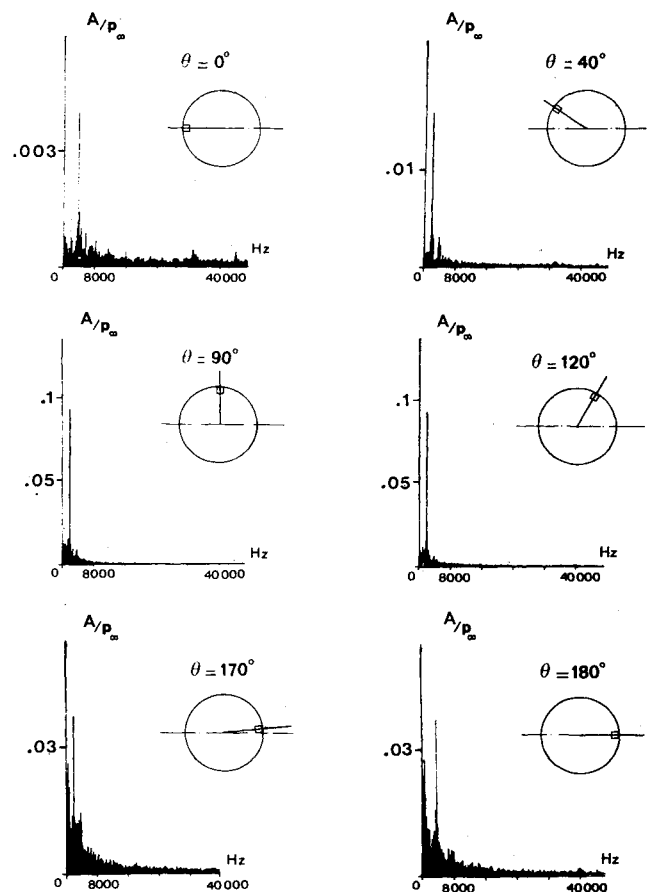 A/p∞
θ = 0°
.003
Hz
0 8000 40000
A/p∞
θ = 40°
.01
Hz
0 8000 40000
A/p∞
θ = 90°
.1
.05
Hz
0 8000 40000
A/p∞
θ = 120°
.1
.05
Hz
0 8000 40000
A/p∞
θ = 170°
.03
Hz
0 8000 40000
A/p∞
θ = 180°
.03
Hz
0 8000 40000